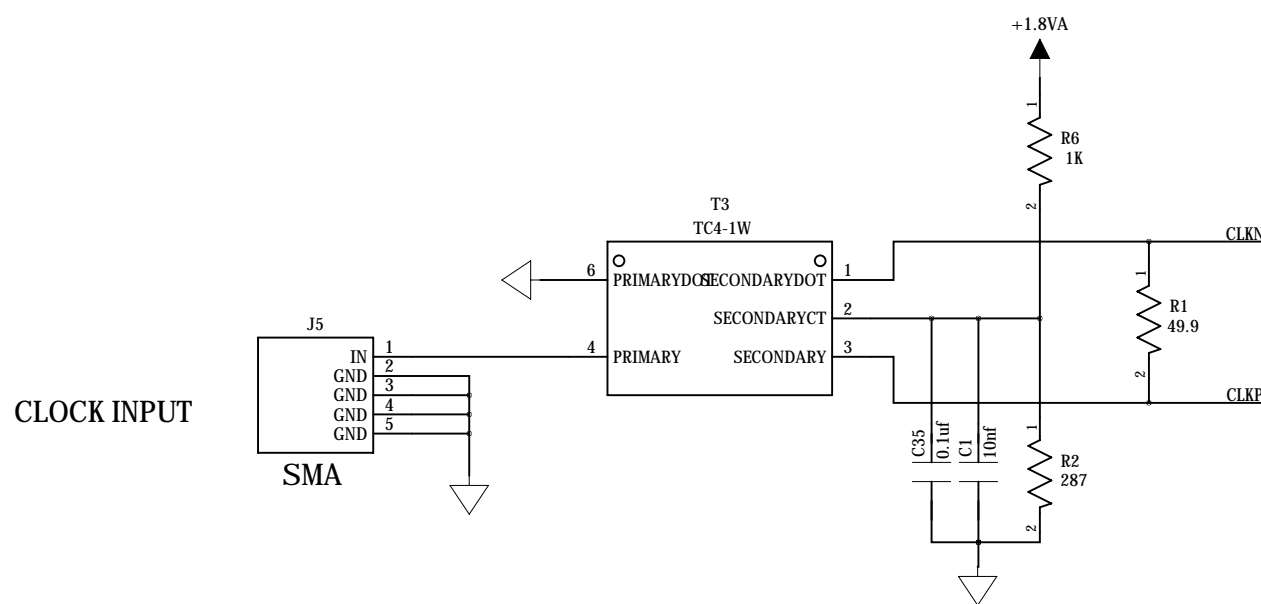 +1.8VA
1
R6
1K
2
T3
TC4-1W
CLKN
6
PRIMARYDOT
SECONDARYDOT
1
1
R1
49.9
2
SECONDARYCT
2
J5
IN
1
4
PRIMARY
SECONDARY
3
GND
2
GND
3
GND
4
GND
5
CLOCK INPUT
SMA
CLKP
C35
0.1uf
C1
10nf
1
R2
287
2